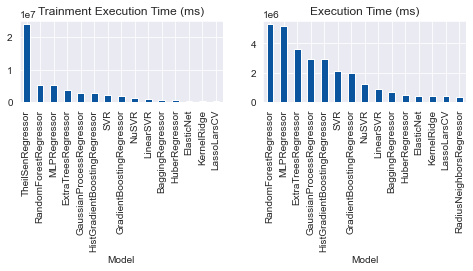 Trainment Execution Time (ms)
1e7
2
1
0
TheilSenRegressor
RandomForestRegressor
MLPRegressor
ExtraTreesRegressor
GaussianProcessRegressor
HistGradientBoostingRegressor
SVR
GradientBoostingRegressor
NuSVR
LinearSVR
BaggingRegressor
HuberRegressor
ElasticNet
KernelRidge
LassoLarsCV
Model
Execution Time (ms)
1e6
4
2
0
RandomForestRegressor
MLPRegressor
ExtraTreesRegressor
GaussianProcessRegressor
HistGradientBoostingRegressor
SVR
GradientBoostingRegressor
NuSVR
LinearSVR
BaggingRegressor
HuberRegressor
ElasticNet
KernelRidge
LassoLarsCV
RadiusNeighborsRegressor
Model